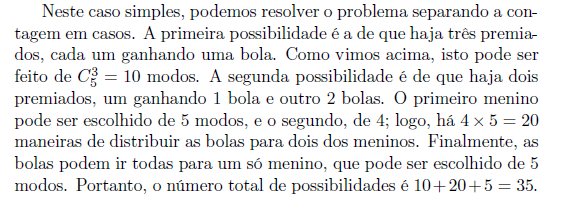 Neste caso simples, podemos resolver o problema separando a con-
tagem em casos. A primeira possibilidade é a de que haja três premia-
dos, cada um ganhando uma bola. Como vimos acima, isto pode ser
feito de C₅³ = 10 modos. A segunda possibilidade é de que haja dois
premiados, um ganhando 1 bola e outro 2 bolas. O primeiro menino
pode ser escolhido de 5 modos, e o segundo, de 4; logo, há 4 × 5 = 20
maneiras de distribuir as bolas para dois dos meninos. Finalmente, as
bolas podem ir todas para um só menino, que pode ser escolhido de 5
modos. Portanto, o número total de possibilidades é 10+20+5 = 35.